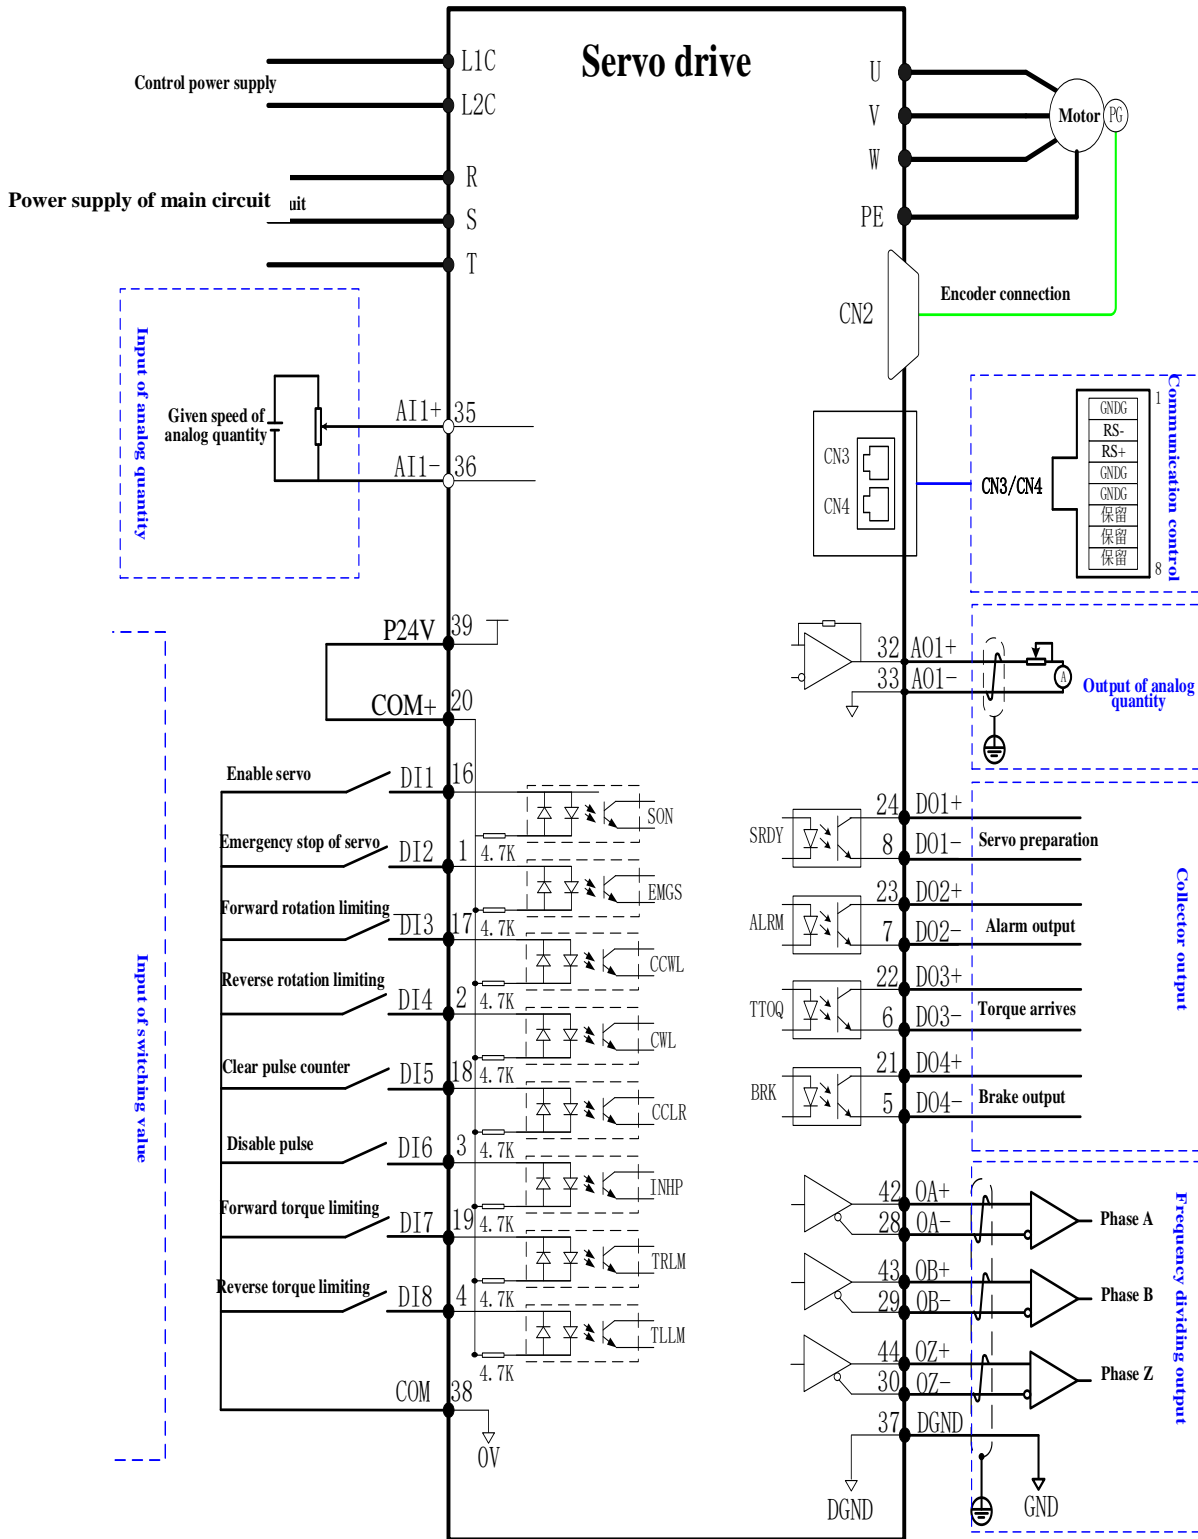 Servo drive
Control power supply
L1C
L2C
Power supply of main circuit
uit
R
S
T
U
V
W
PE
Motor
PG
CN2
Encoder connection
Input of analog quantity
Given speed of
analog quantity
AI1+ 35
AI1- 36
CN3
CN4
CN3/CN4
1
GNDG
RS-
RS+
GNDG
GNDG
保留
保留
保留
8
Communication control
P24V 39
COM+ 20
32 AO1+
33 AO1-
A
Output of analog
quantity
Input of switching value
Enable servo
DI1 16
4.7K
SON
Emergency stop of servo
DI2 1
4.7K
EMGS
Forward rotation limiting
DI3 17
4.7K
CCWL
Reverse rotation limiting
DI4 2
4.7K
CWL
Clear pulse counter
DI5 18
4.7K
CCLR
Disable pulse
DI6 3
4.7K
INHP
Forward torque limiting
DI7 19
4.7K
TRLM
Reverse torque limiting
DI8 4
4.7K
TLLM
COM 38
0V
SRDY
24 DO1+
8 DO1-
Servo preparation
ALRM
23 DO2+
7 DO2-
Alarm output
TTOQ
22 DO3+
6 DO3-
Torque arrives
BRK
21 DO4+
5 DO4-
Brake output
Collector output
42 OA+
28 OA-
Phase A
43 OB+
29 OB-
Phase B
44 OZ+
30 OZ-
Phase Z
37 DGND
DGND
GND
Frequency dividing output